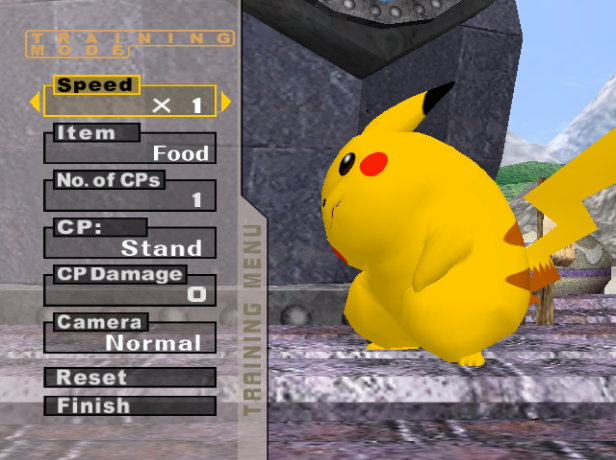 TRAINING
MODE
Speed
× 1
Item
Food
No. of CPs
1
CP:
Stand
CP Damage
0
Camera
Normal
Reset
Finish
TRAINING MENU